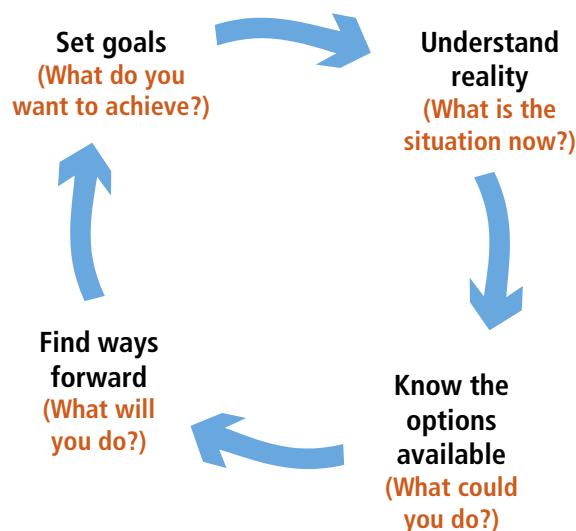 Set goals
(What do you
want to achieve?)
Understand
reality
(What is the
situation now?)
Know the
options
available
(What could
you do?)
Find ways
forward
(What will
you do?)